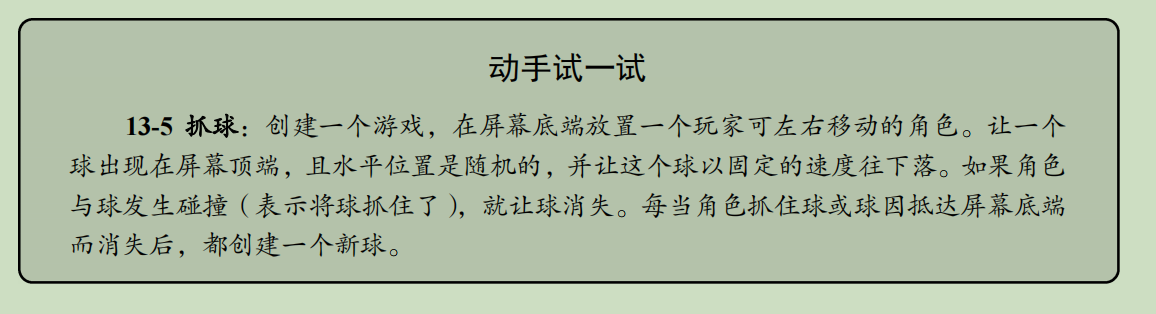 动手试一试
13-5 抓球：创建一个游戏，在屏幕底端放置一个玩家可左右移动的角色。让一个
球出现在屏幕顶端，且水平位置是随机的，并让这个球以固定的速度往下落。如果角色
与球发生碰撞（表示将球抓住了），就让球消失。每当角色抓住球或球因抵达屏幕底端
而消失后，都创建一个新球。